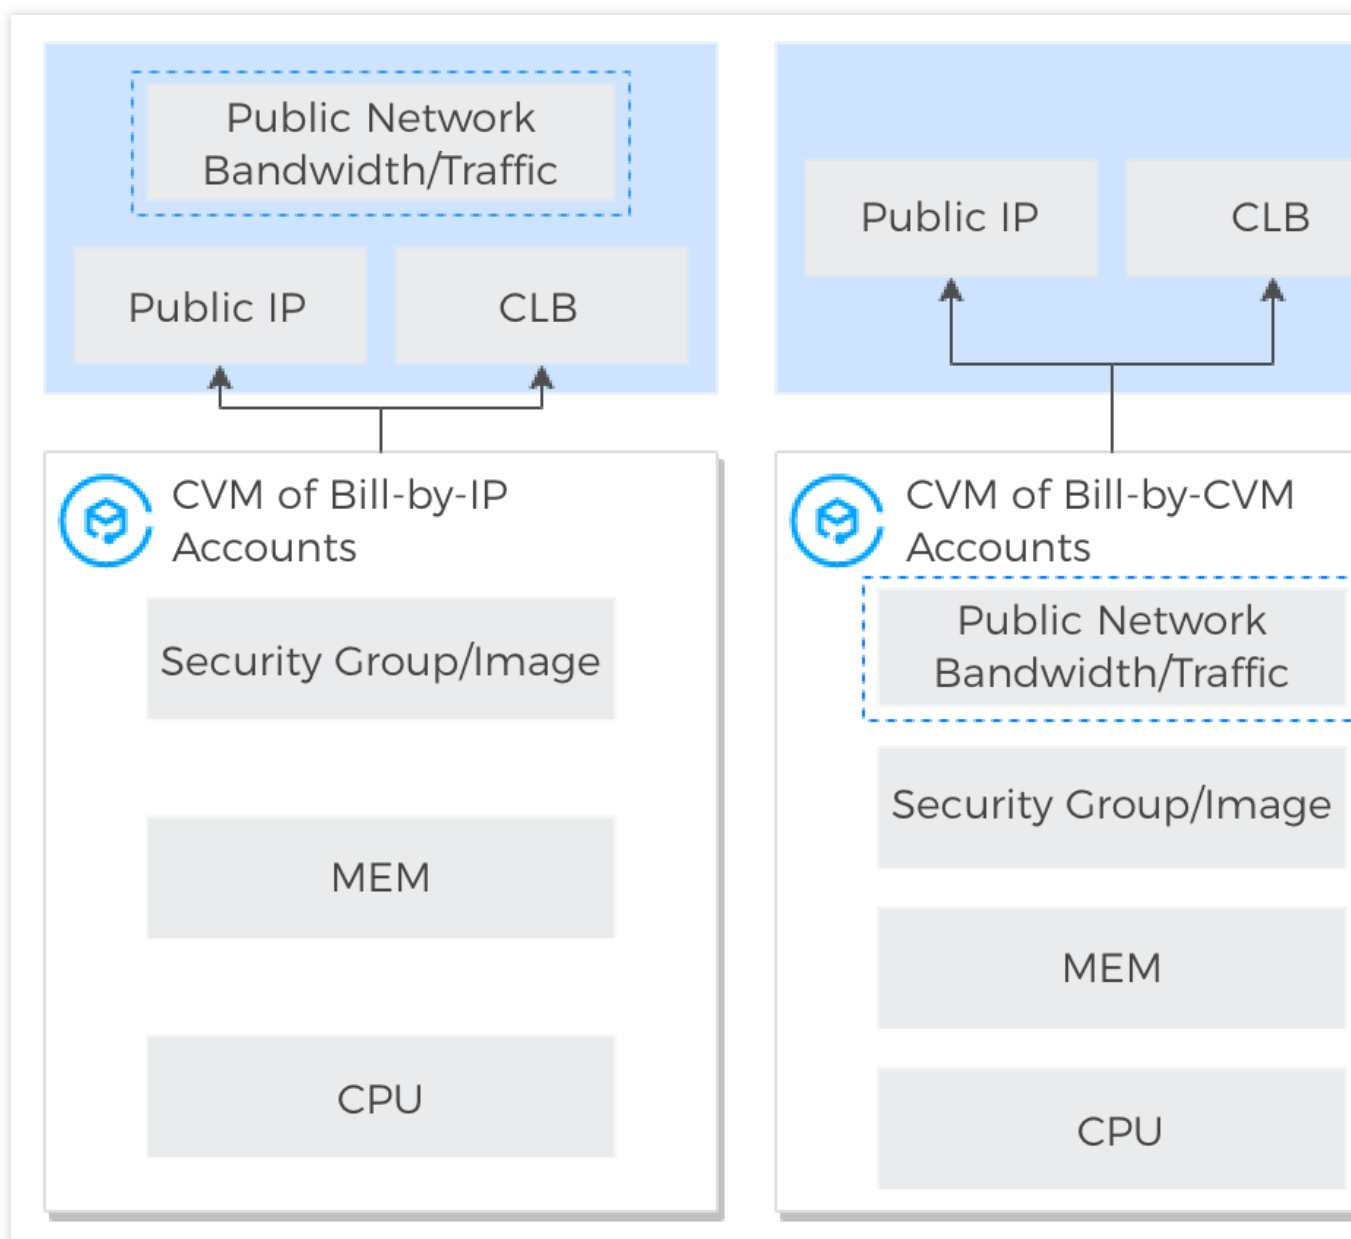 Public Network
Bandwidth/Traffic
Public IP
CLB
CVM of Bill-by-IP
Accounts
Security Group/Image
MEM
CPU
Public IP
CLB
CVM of Bill-by-CVM
Accounts
Public Network
Bandwidth/Traffic
Security Group/Image
MEM
CPU